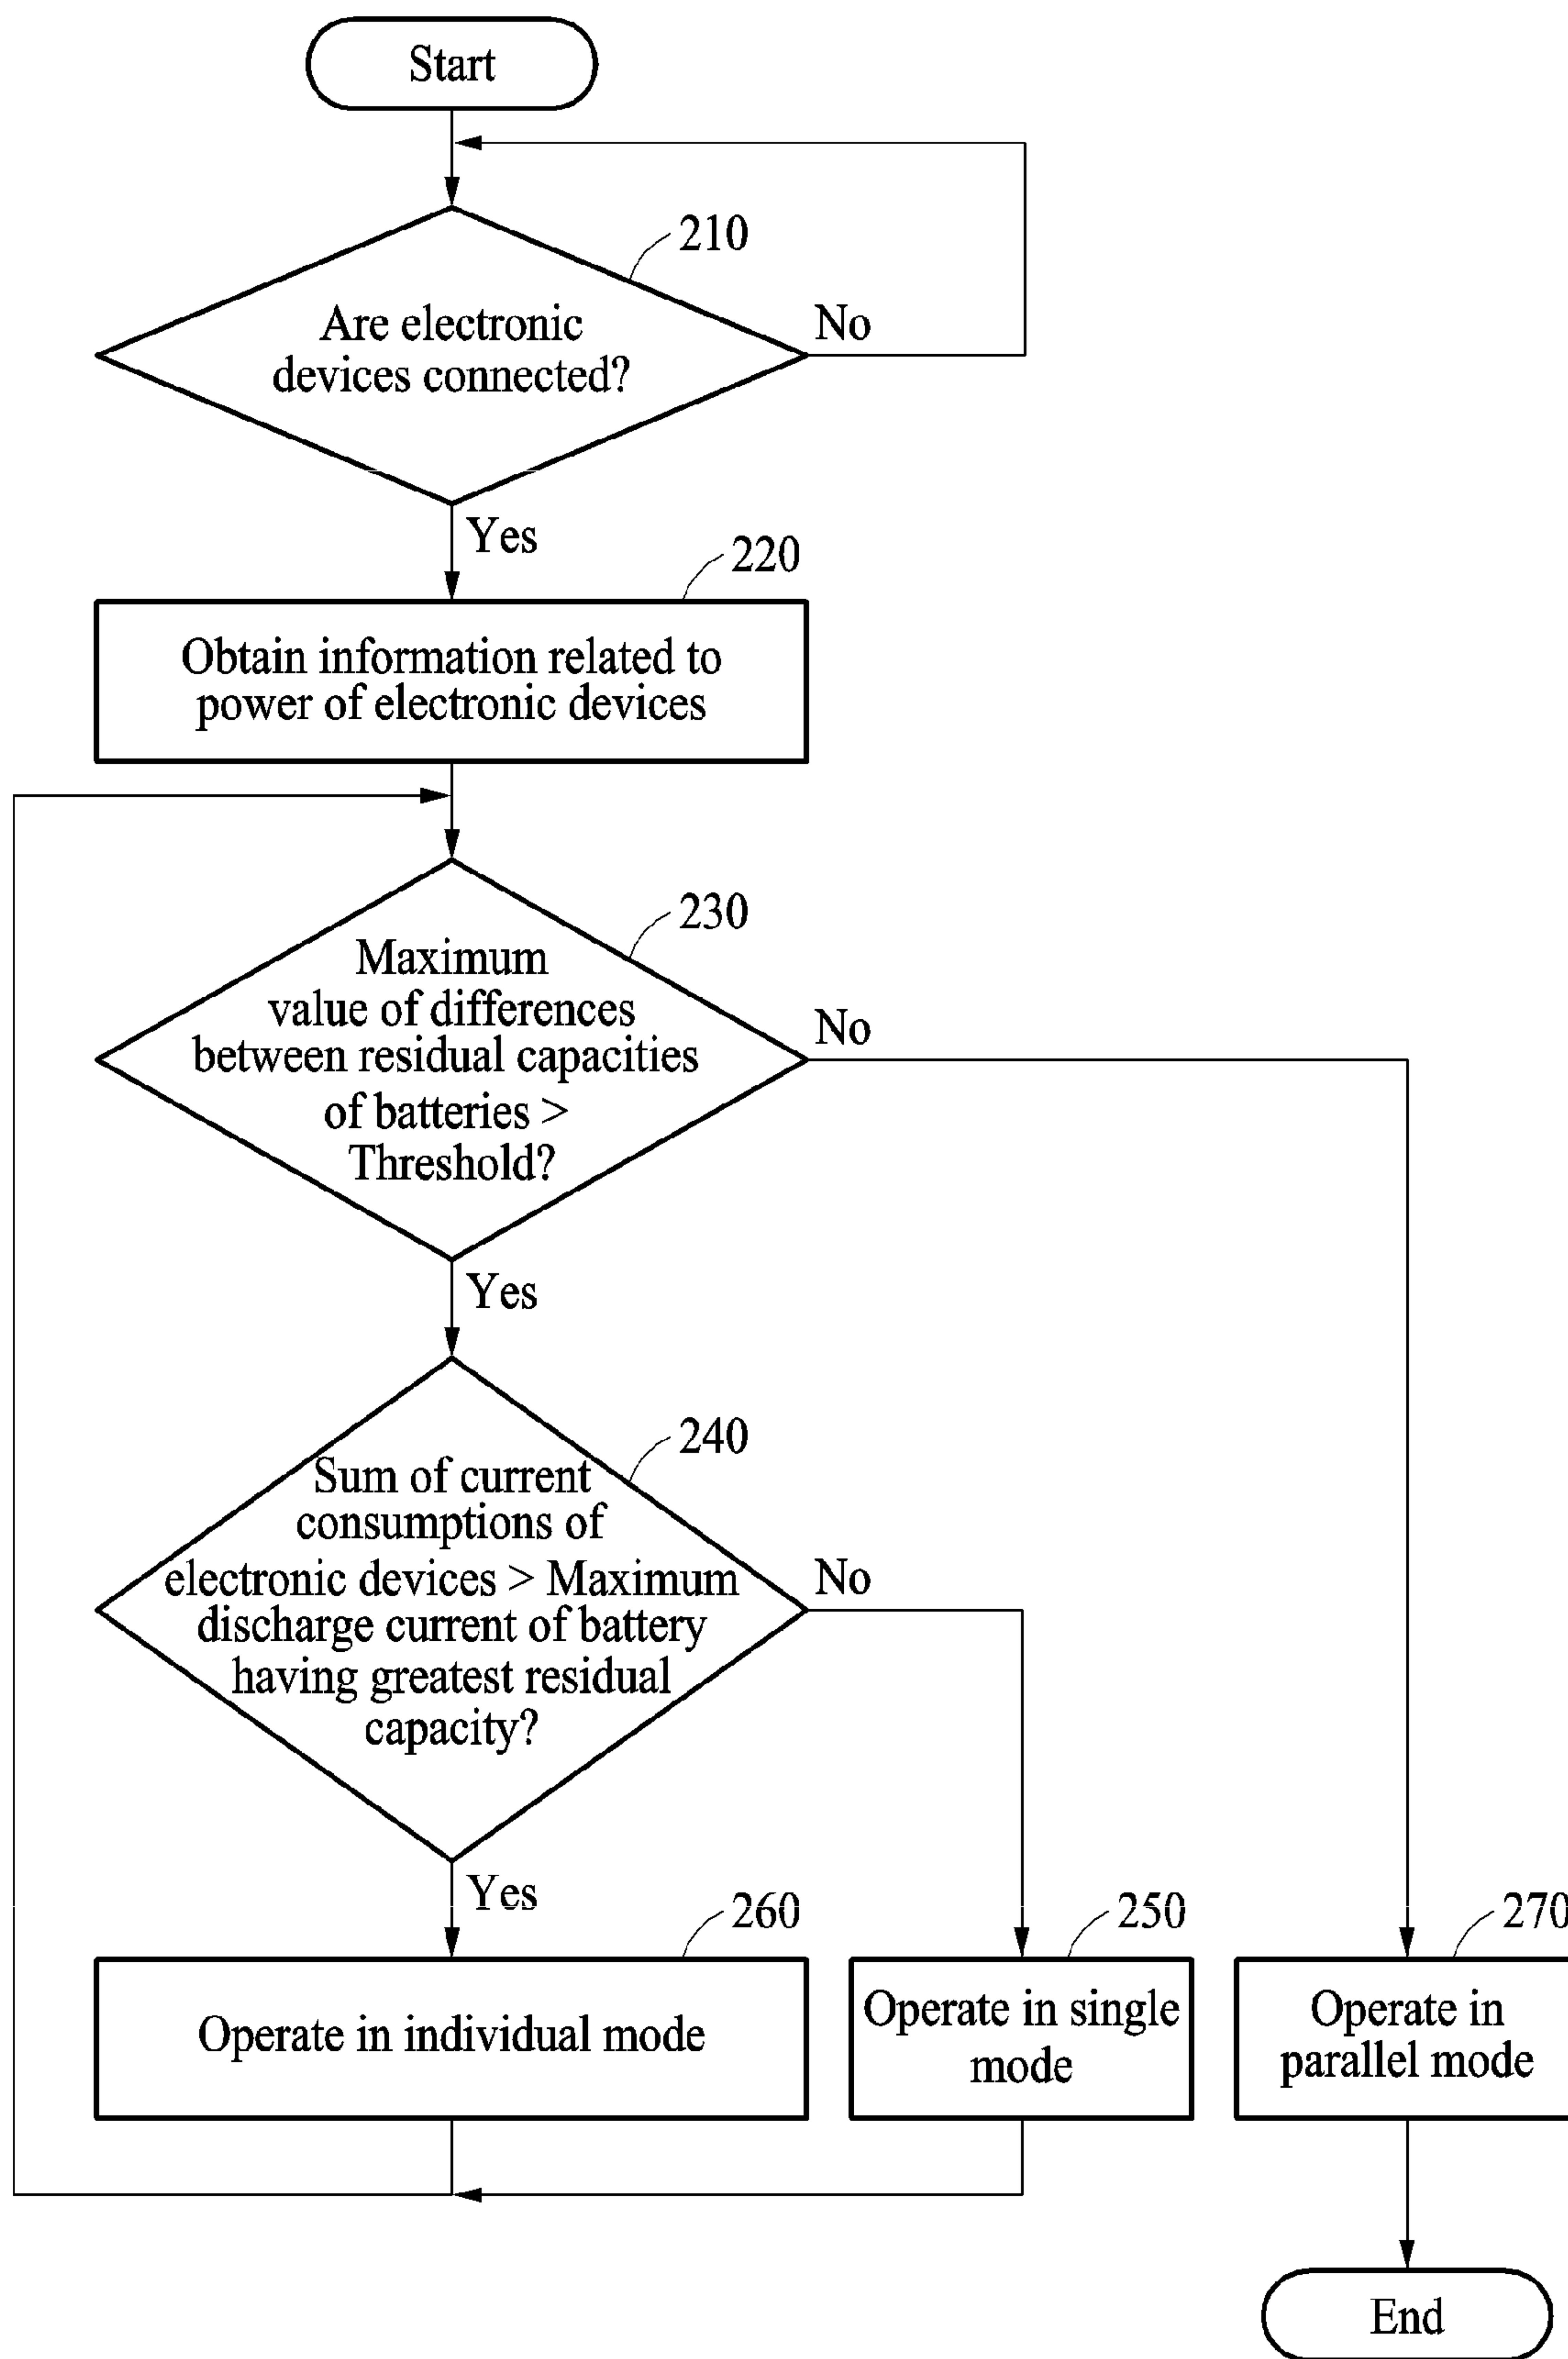 Start
210
Are electronic
devices connected?
No
Yes
220
Obtain information related to
power of electronic devices
230
Maximum
value of differences
between residual capacities
of batteries >
Threshold?
No
Yes
240
Sum of current
consumptions of
electronic devices > Maximum
discharge current of battery
having greatest residual
capacity?
No
Yes
260
Operate in individual mode
250
Operate in single
mode
270
Operate in
parallel mode
End